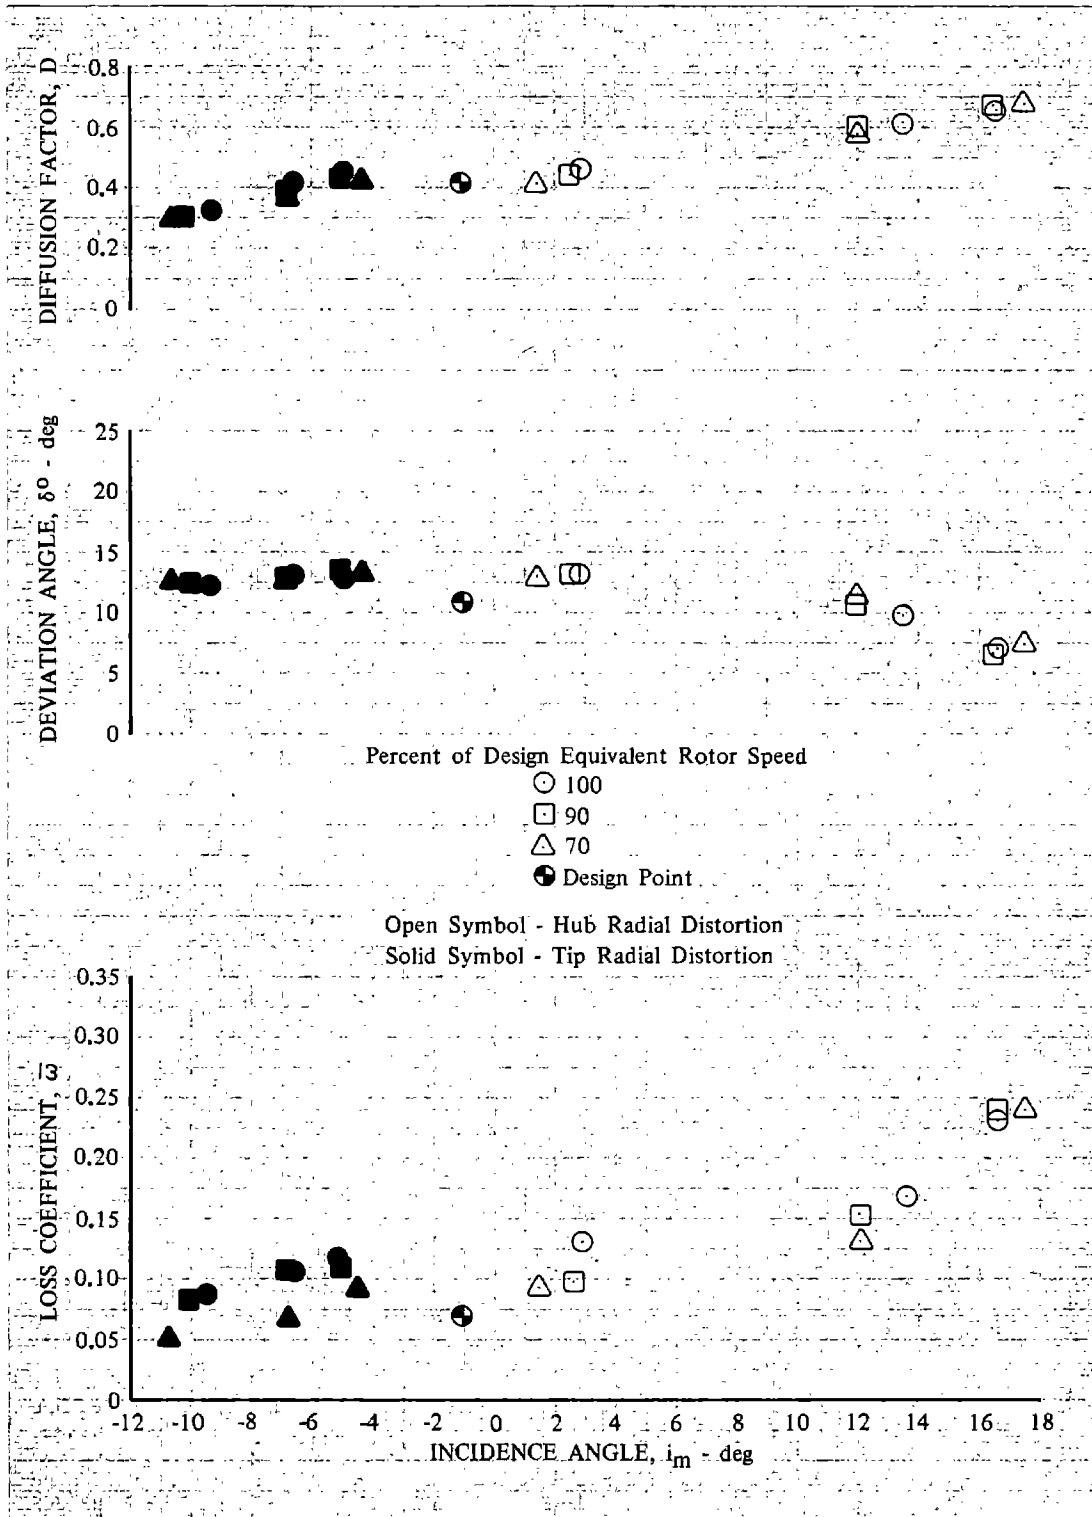 DIFFUSION FACTOR, D
0.8
0.6
0.4
0.2
0
DEVIATION ANGLE, δ° - deg
25
20
15
10
5
0
Percent of Design Equivalent Rotor Speed
100
90
70
Design Point
Open Symbol - Hub Radial Distortion
Solid Symbol - Tip Radial Distortion
LOSS COEFFICIENT, ω̄
0.35
0.30
0.25
0.20
0.15
0.10
0.05
0
-12 -10 -8 -6 -4 -2 0 2 4 6 8 10 12 14 16 18
INCIDENCE ANGLE, im - deg